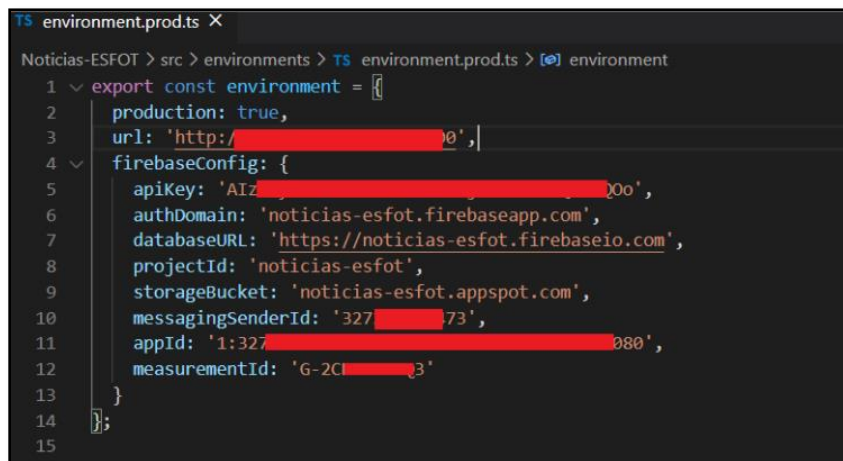 TS environment.prod.ts ×
Noticias-ESFOT > src > environments > TS environment.prod.ts > environment
1 export const environment = {
2 production: true,
3 url: 'http:/ 0',
4 firebaseConfig: {
5 apiKey: 'AIz QOo',
6 authDomain: 'noticias-esfot.firebaseapp.com',
7 databaseURL: 'https://noticias-esfot.firebaseio.com',
8 projectId: 'noticias-esfot',
9 storageBucket: 'noticias-esfot.appspot.com',
10 messagingSenderId: '327 73',
11 appId: '1:327 080',
12 measurementId: 'G-2C 3'
13 }
14 };
15